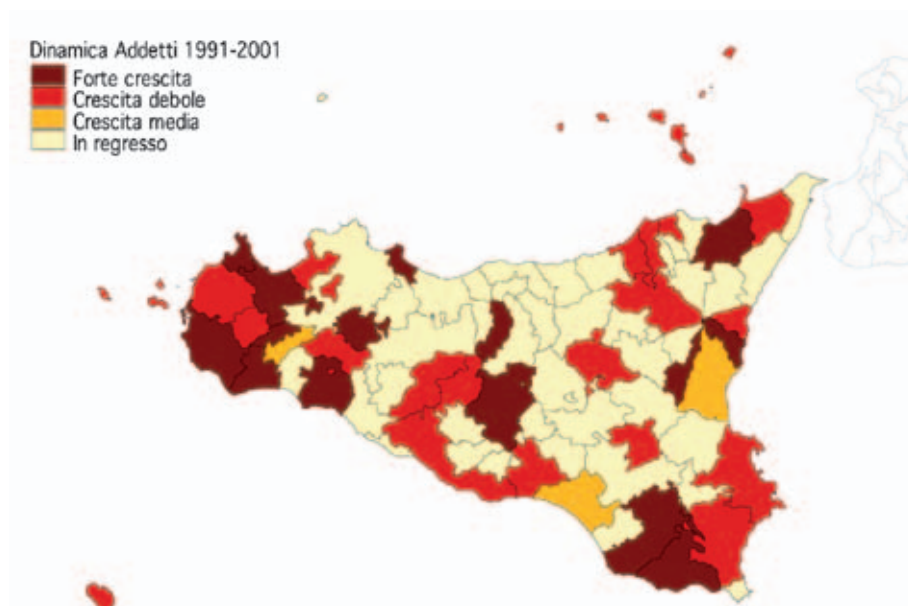 Dinamica Addetti 1991-2001
Forte crescita
Crescita debole
Crescita media
In regresso